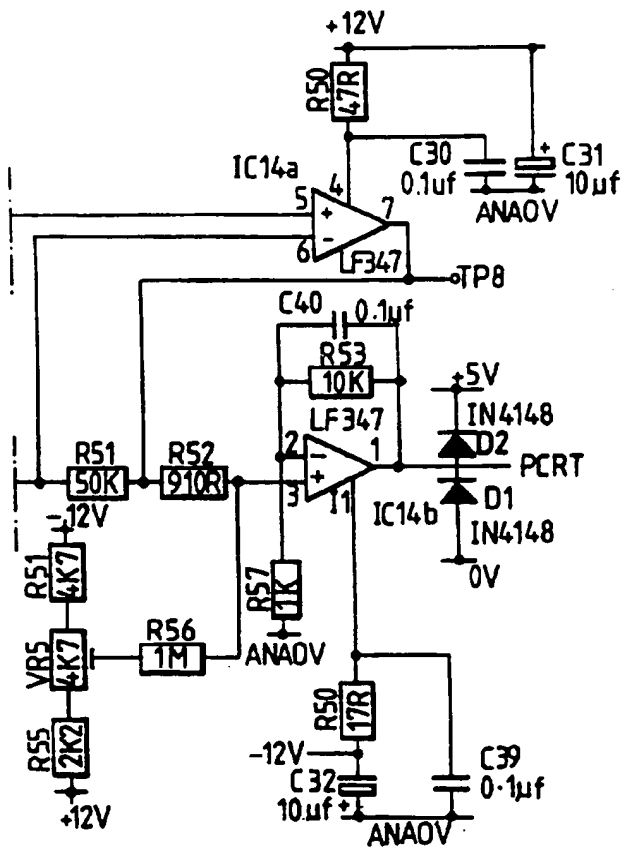 +12V
R50
47R
IC14a
4
C30
0.1uf
+
C31
10µf
ANA0V
5
+
7
6
-
LF347
TP8
C40
0.1µf
R53
10K
+5V
LF347
IN4148
D2
2
-
1
PCRT
R51
50K
R52
910R
3
+
11
IC14b
D1
IN4148
-12V
0V
R51
4K7
R57
1K
VR5
4K7
R56
1M
ANA0V
R50
17R
R55
2K2
-12V
C39
0.1µf
C32
10µf
+
+12V
ANA0V